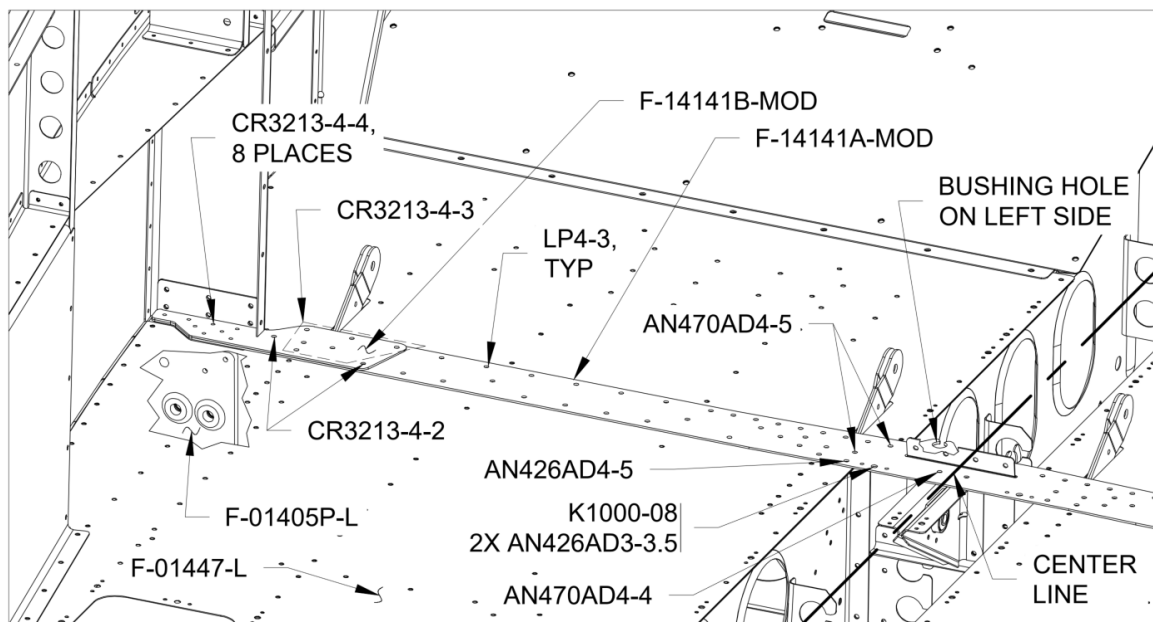 F-14141B-MOD
CR3213-4-4,
8 PLACES
F-14141A-MOD
BUSHING HOLE
ON LEFT SIDE
CR3213-4-3
LP4-3,
TYP
AN470AD4-5
CR3213-4-2
AN426AD4-5
K1000-08
2X AN426AD3-3.5
F-01405P-L
F-01447-L
AN470AD4-4
CENTER
LINE